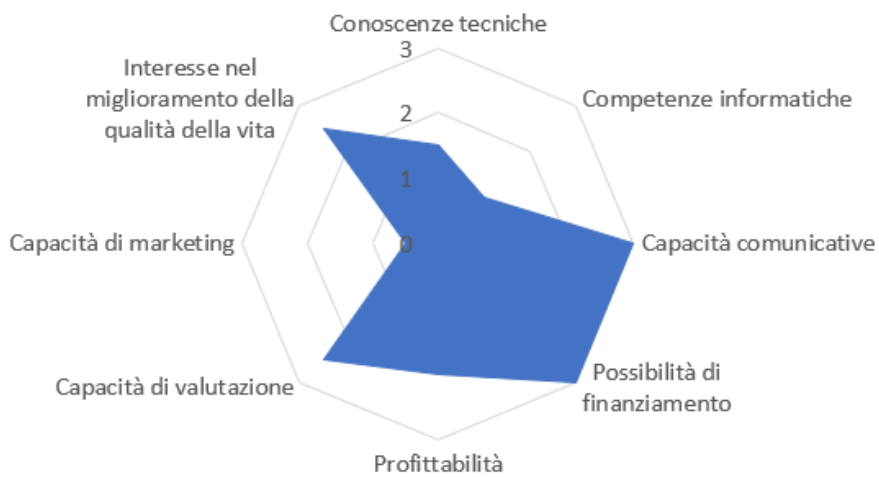 Conoscenze tecniche
3
Interesse nel
miglioramento della
qualità della vita
Competenze informatiche
2
1
Capacità di marketing
0
Capacità comunicative
Capacità di valutazione
Possibilità di
finanziamento
Profittabilità